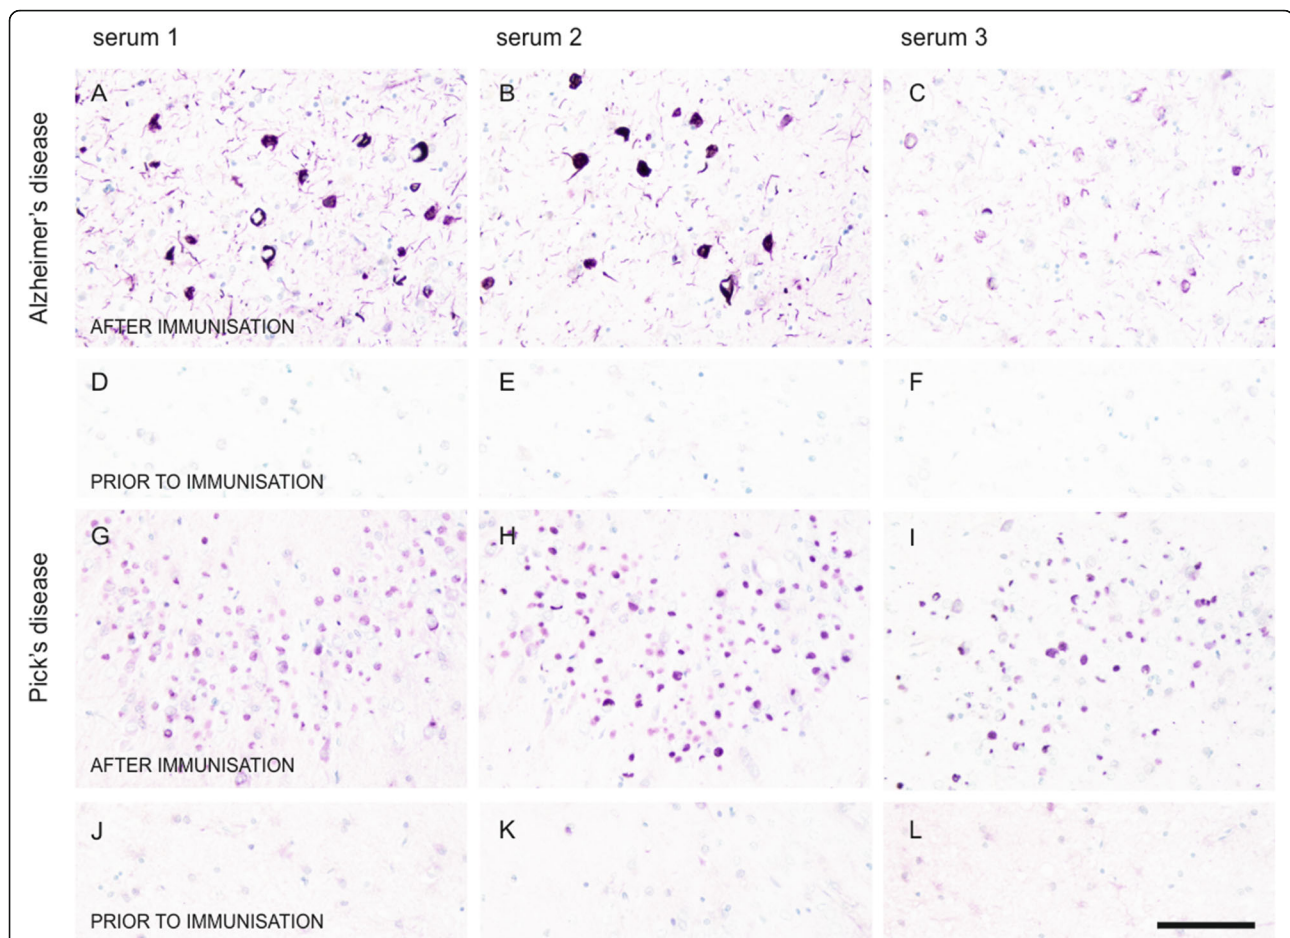 serum 1 serum 2 serum 3
Alzheimer's disease
A B C
AFTER IMMUNISATION
D E F
PRIOR TO IMMUNISATION
Pick's disease
G H I
AFTER IMMUNISATION
J K L
PRIOR TO IMMUNISATION